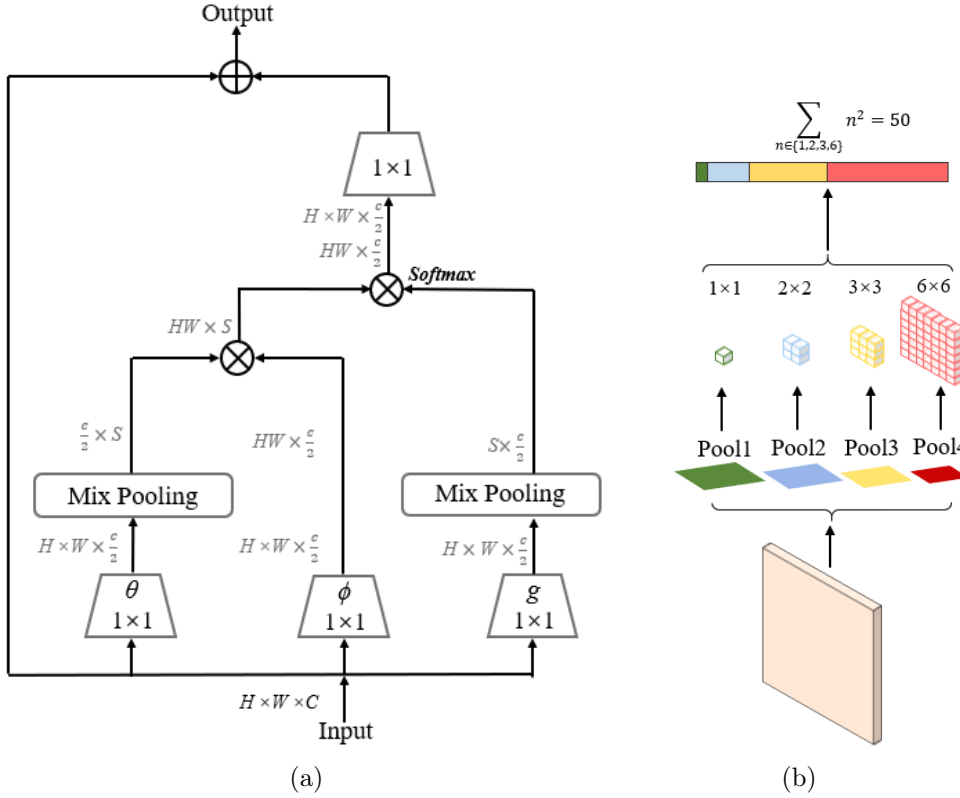 Output
1×1
H×W×c/2
HW×c/2
Softmax
HW×S
c/2×S
HW×c/2
S×c/2
Mix Pooling
Mix Pooling
H×W×c/2
H×W×c/2
H×W×c/2
θ
ϕ
g
1×1
1×1
1×1
H×W×C
Input
(a)
∑ n² = 50
n∈{1,2,3,6}
1×1 2×2 3×3 6×6
Pool1 Pool2 Pool3 Pool4
(b)